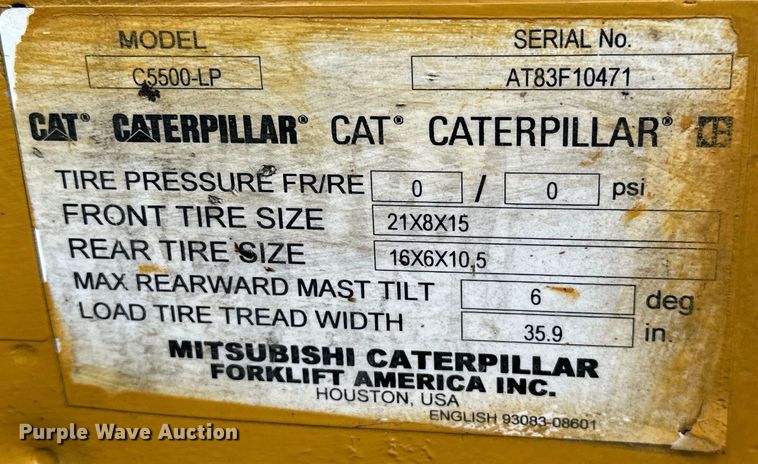 MODEL SERIAL No.
C5500-LP AT83F10471
CAT® CATERPILLAR® CAT® CATERPILLAR®
TIRE PRESSURE FR/RE 0 / 0 psi
FRONT TIRE SIZE 21X8X15
REAR TIRE SIZE 16X6X10.5
MAX REARWARD MAST TILT 6 deg.
LOAD TIRE TREAD WIDTH 35.9 in.
MITSUBISHI CATERPILLAR
FORKLIFT AMERICA INC.
HOUSTON, USA
ENGLISH 93083-08601
Purple Wave Auction